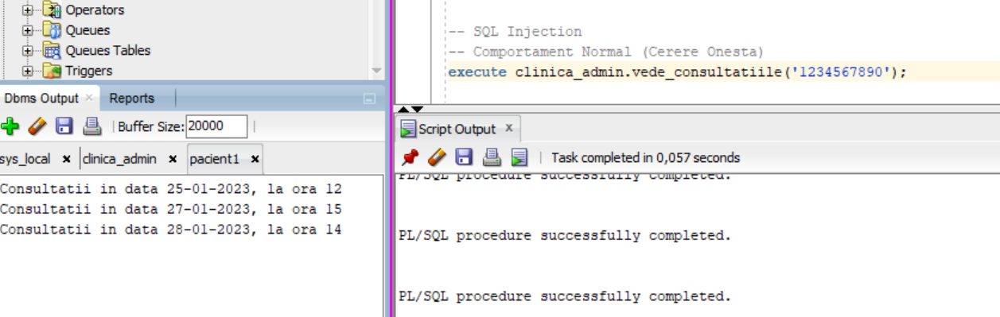 Operators
Queues
Queues Tables
Triggers
Dbms Output
Reports
Buffer Size: 20000
sys_local
clinica_admin
pacient1
Consultatii in data 25-01-2023, la ora 12
Consultatii in data 27-01-2023, la ora 15
Consultatii in data 28-01-2023, la ora 14
-- SQL Injection
-- Comportament Normal (Cerere Onesta)
execute clinica_admin.vede_consultatiile('1234567890');
Script Output
Task completed in 0,057 seconds
PL/SQL procedure successfully completed.
PL/SQL procedure successfully completed.
PL/SQL procedure successfully completed.